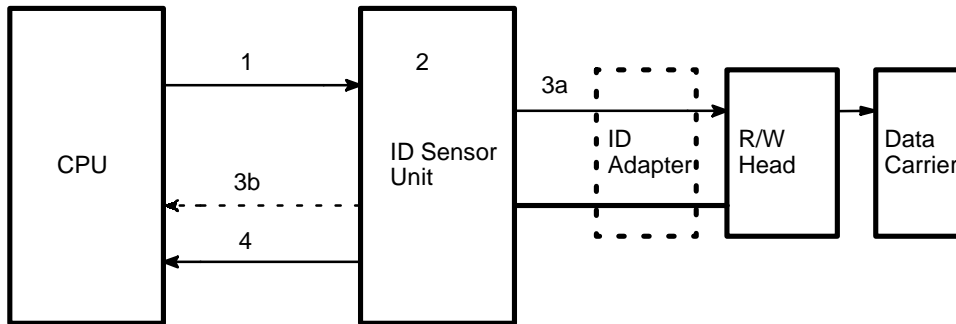 1
2
3a
CPU
ID Sensor
Unit
ID
Adapter
R/W
Head
Data
Carrier
3b
4